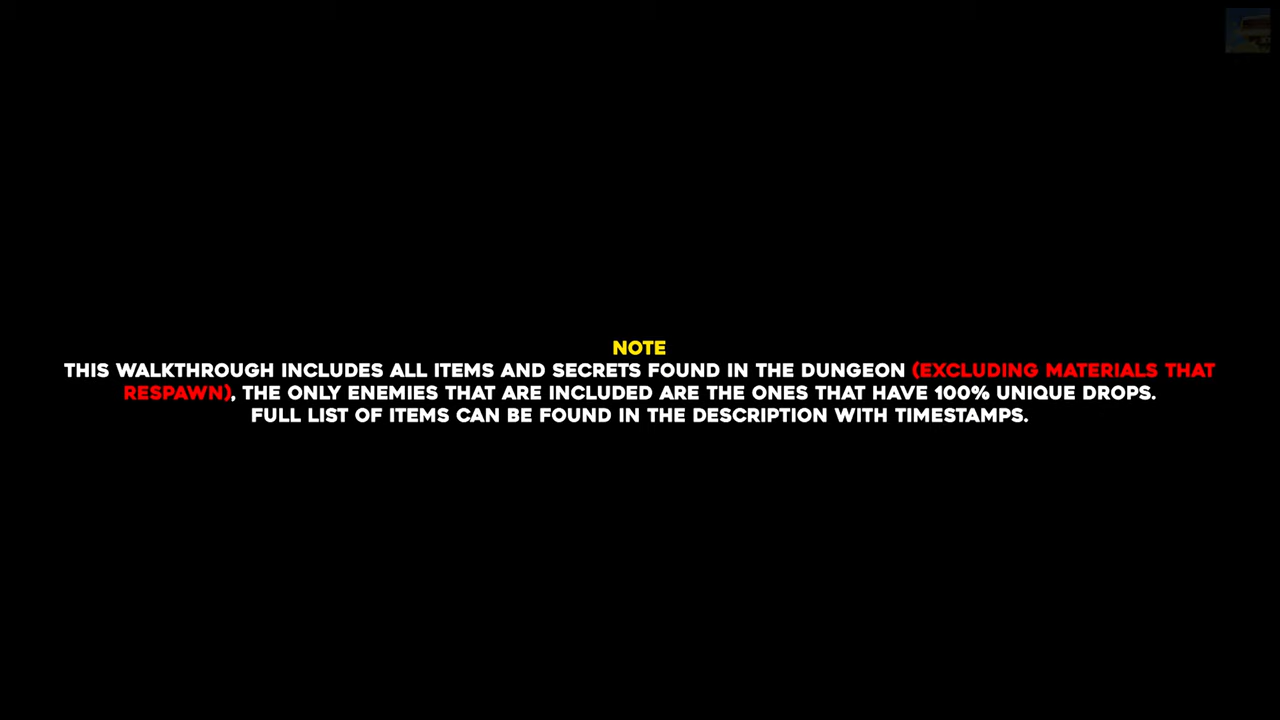 NOTE
THIS WALKTHROUGH INCLUDES ALL ITEMS AND SECRETS FOUND IN THE DUNGEON (EXCLUDING MATERIALS THAT
RESPAWN), THE ONLY ENEMIES THAT ARE INCLUDED ARE THE ONES THAT HAVE 100% UNIQUE DROPS.
FULL LIST OF ITEMS CAN BE FOUND IN THE DESCRIPTION WITH TIMESTAMPS.